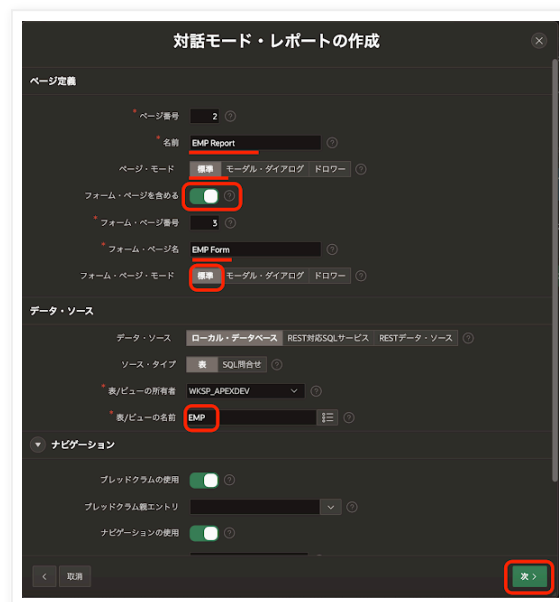 対話モード・レポートの作成
ページ定義
* ページ番号 2
* 名前 EMP Report
ページ・モード 標準 モーダル・ダイアログ ドロワー
フォーム・ページを含める
* フォーム・ページ番号 3
* フォーム・ページ名 EMP Form
フォーム・ページ・モード 標準 モーダル・ダイアログ ドロワー
データ・ソース
データ・ソース ローカル・データベース REST対応SQLサービス RESTデータ・ソース
ソース・タイプ 表 SQL問合せ
* 表/ビューの所有者 WKSP_APEXDEV
* 表/ビューの名前 EMP
ナビゲーション
ブレッドクラムの使用
ブレッドクラム親エントリ
ナビゲーションの使用
取消 次 >